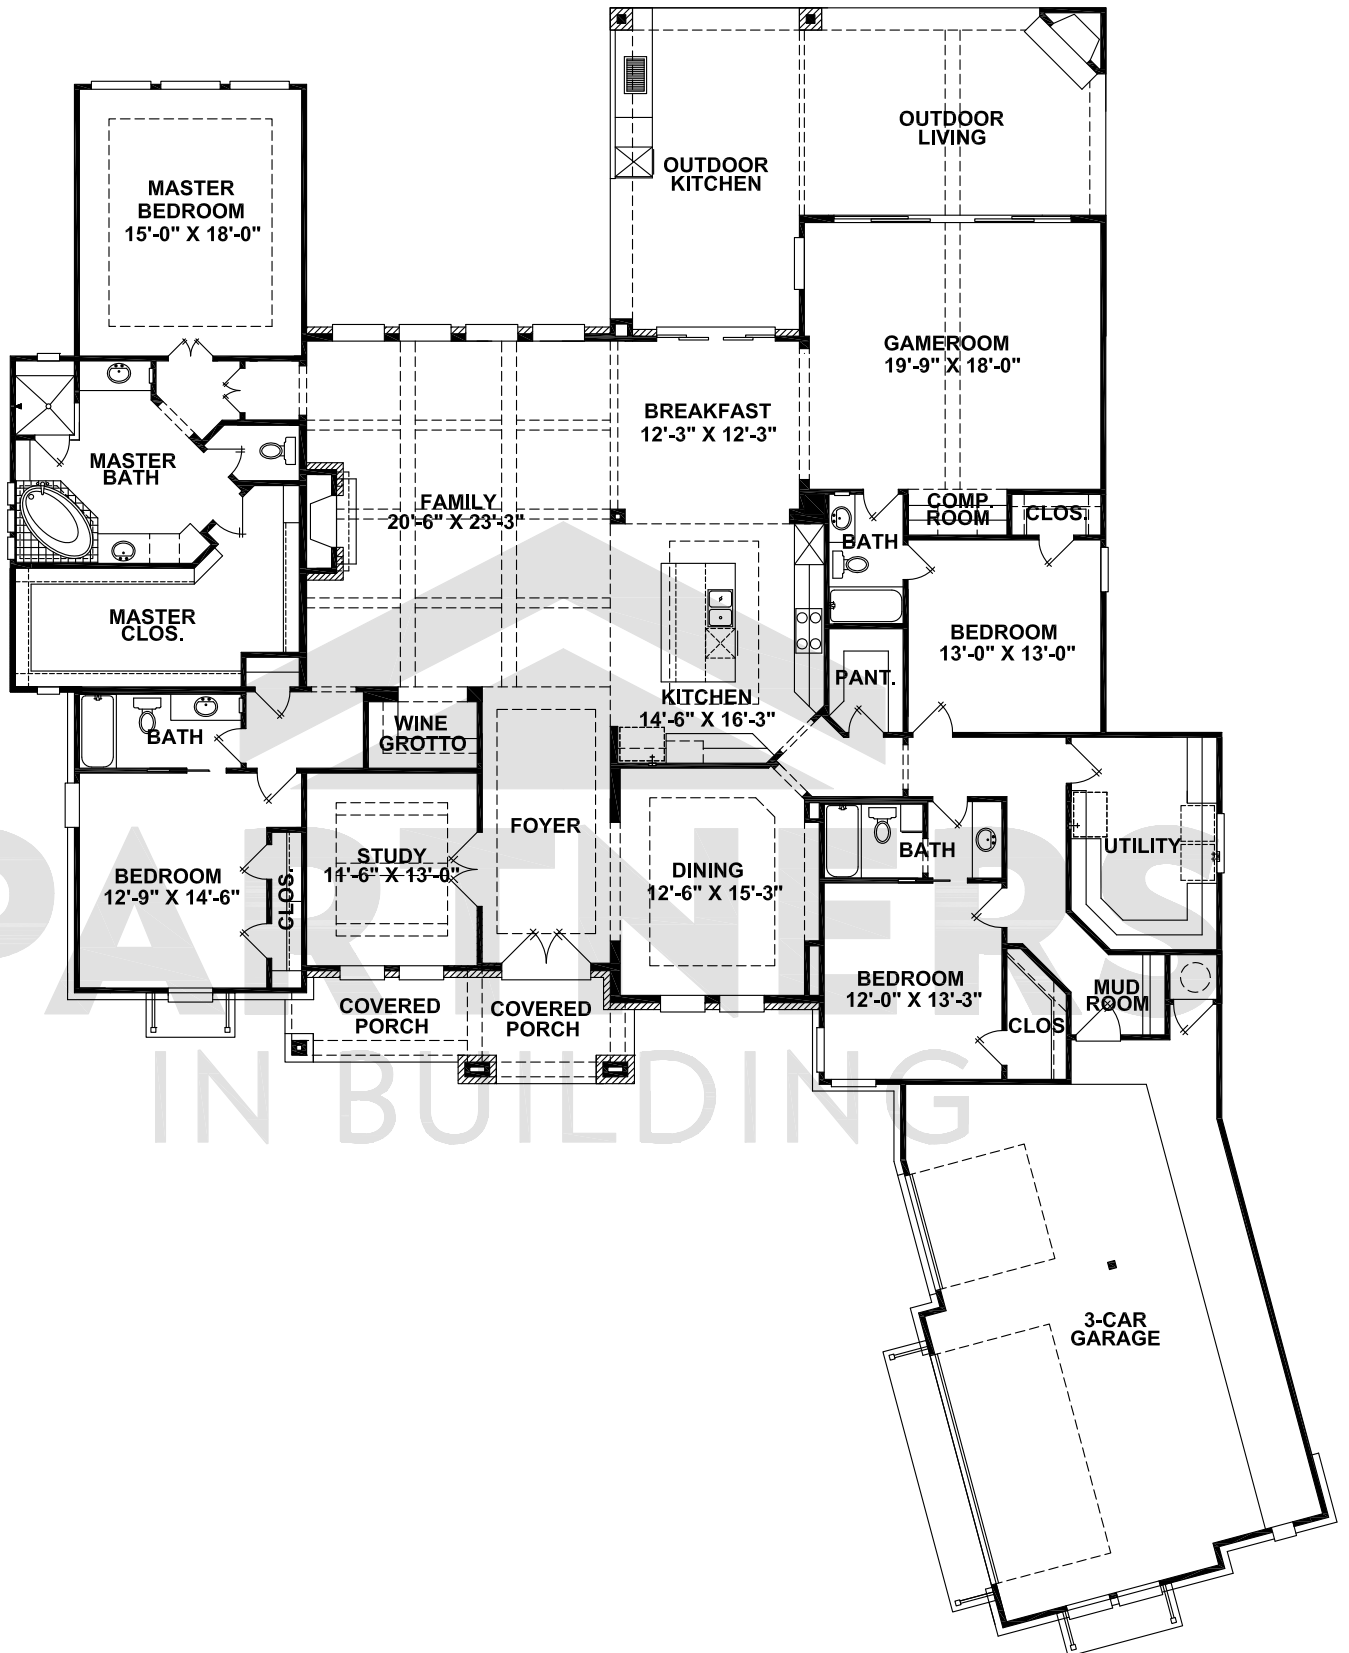 OUTDOOR
LIVING
OUTDOOR
KITCHEN
MASTER
BEDROOM
15'-0" X 18'-0"
GAMEROOM
19'-9" X 18'-0"
BREAKFAST
12'-3" X 12'-3"
MASTER
BATH
FAMILY
20'-6" X 23'-3"
COMP.
ROOM
CLOS.
BATH
MASTER
CLOS.
BEDROOM
13'-0" X 13'-0"
PANT.
KITCHEN
14'-6" X 16'-3"
BATH
WINE
GROTTO
FOYER
STUDY
11'-6" X 13'-0"
DINING
12'-6" X 15'-3"
BATH
UTILITY
BEDROOM
12'-9" X 14'-6"
CLOS.
BEDROOM
12'-0" X 13'-3"
MUD
ROOM
CLOS
COVERED
PORCH
COVERED
PORCH
3-CAR
GARAGE
PARTNERS
IN BUILDING